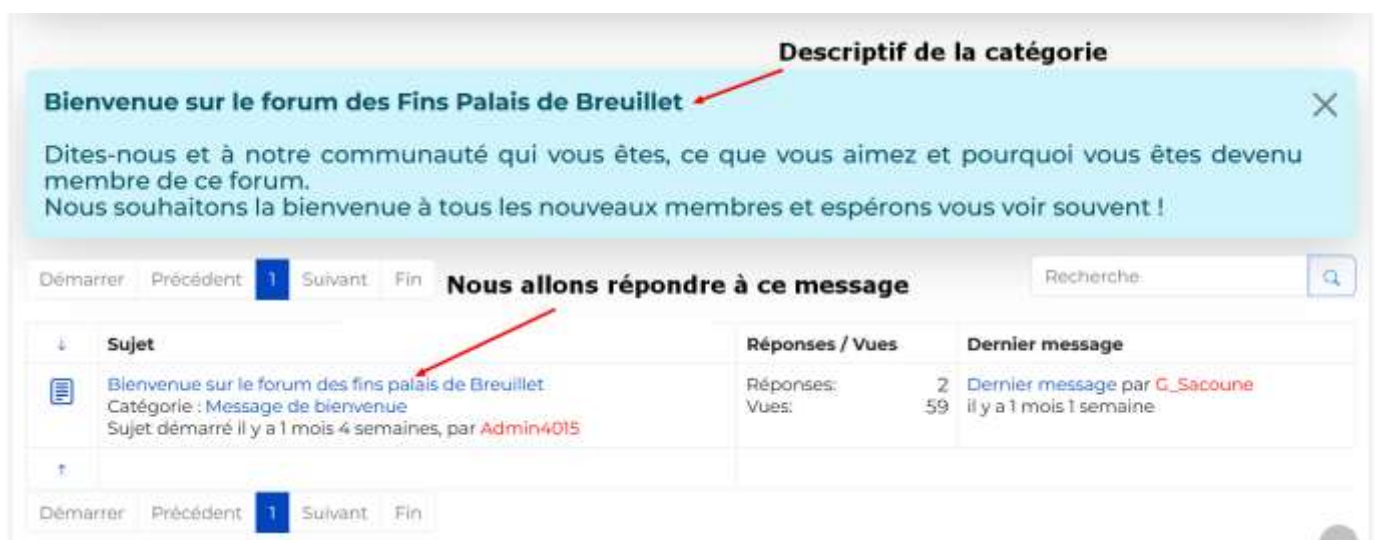 Descriptif de la catégorie
Bienvenue sur le forum des Fins Palais de Breuillet
Dites-nous et à notre communauté qui vous êtes, ce que vous aimez et pourquoi vous êtes devenu
membre de ce forum.
Nous souhaitons la bienvenue à tous les nouveaux membres et espérons vous voir souvent !
Démarrer Précédent 1 Suivant Fin
Nous allons répondre à ce message
Recherche
Sujet Réponses / Vues Dernier message
Bienvenue sur le forum des fins palais de Breuillet Réponses: 2 Dernier message par G_Sacoune
Catégorie : Message de bienvenue Vues: 59 il y a 1 mois 1 semaine
Sujet démarré il y a 1 mois 4 semaines, par Admin4015
Démarrer Précédent 1 Suivant Fin